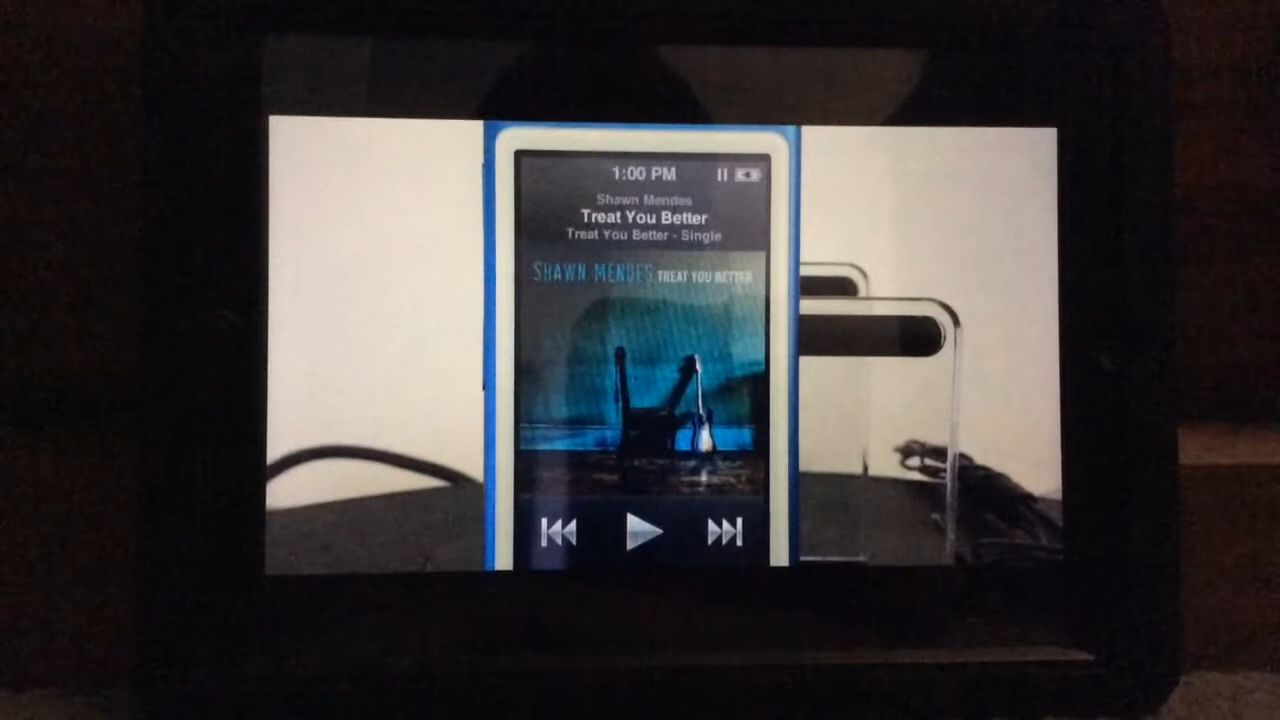 1:00 PM
Shawn Mendes
Treat You Better
Treat You Better - Single
SHAWN MENDES TREAT YOU BETTER